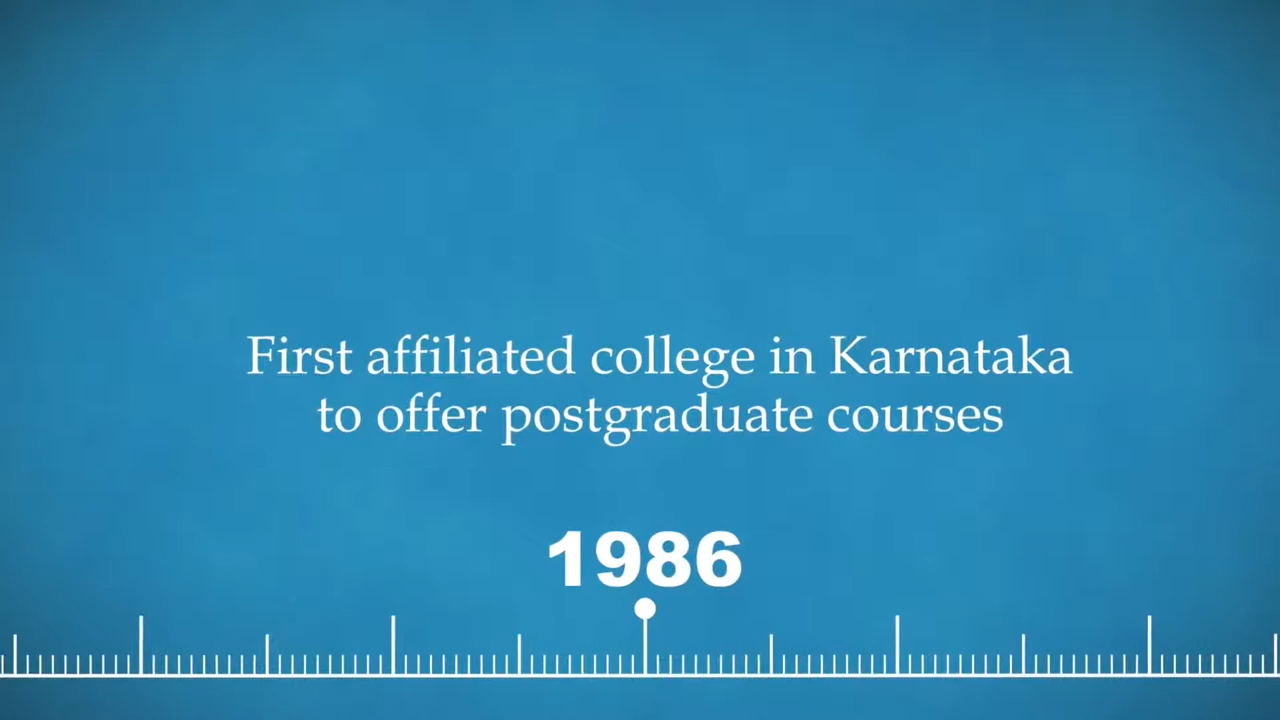 First affiliated college in Karnataka
to offer postgraduate courses
1986